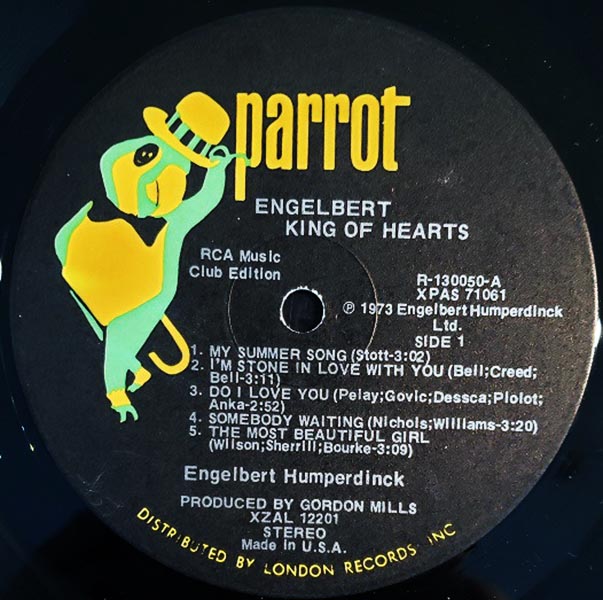 parrot
ENGELBERT
KING OF HEARTS
RCA Music
Club Edition
R-130050-A
XPAS 71061
℗ 1973 Engelbert Humperdinck
Ltd.
SIDE 1
1. MY SUMMER SONG (Stott-3:02)
2. I'M STONE IN LOVE WITH YOU (Bell;Creed;
Bell-3:11)
3. DO I LOVE YOU (Pelay;Govic;Dessca;Plolot;
Anka-2:52)
4. SOMEBODY WAITING (Nichols;Williams-3:20)
5. THE MOST BEAUTIFUL GIRL
(Wilson;Sherrill;Bourke-3:09)
Engelbert Humperdinck
PRODUCED BY GORDON MILLS
XZAL 12201
STEREO
Made in U.S.A.
DISTRIBUTED BY LONDON RECORDS INC